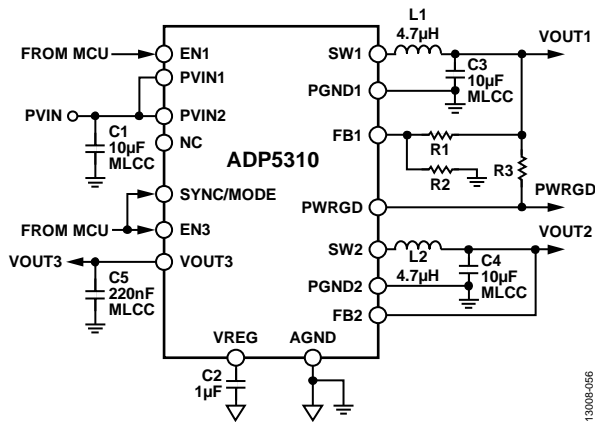 L1
4.7µH
VOUT1
FROM MCU
EN1
SW1
C3
10µF
MLCC
PVIN1
PGND1
PVIN
PVIN2
C1
10µF
MLCC
NC
FB1
R1
ADP5310
R2
R3
SYNC/MODE
PWRGD
PWRGD
FROM MCU
EN3
SW2
VOUT2
VOUT3
VOUT3
L2
4.7µH
C4
10µF
MLCC
C5
220nF
MLCC
PGND2
FB2
VREG
AGND
C2
1µF
13008-056